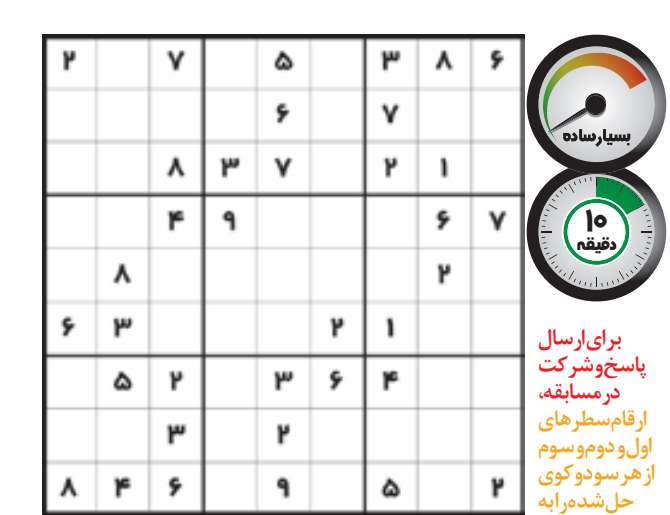 ۲ ۷ ۵ ۳ ۸ ۶
۶ ۷
۸ ۳ ۷ ۲ ۱
۴ ۹ ۶ ۷
۸ ۲
۶ ۳ ۲ ۱
۵ ۲ ۳ ۶ ۴
۳ ۲
۸ ۴ ۶ ۹ ۵ ۲
بسیار ساده
۱۰
دقیقه
برای ارسال
پاسخ و شرکت
در مسابقه،
ارقام سطرهای
اول و دوم و سوم
از هر سودوکوی
حل شده را به